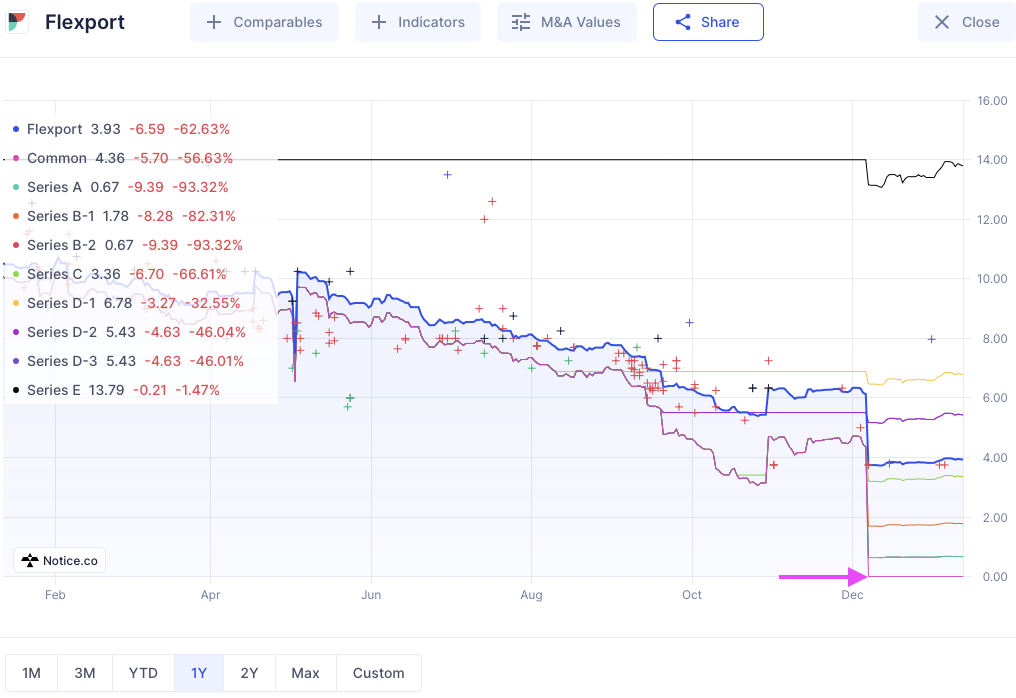 Flexport
Comparables
Indicators
M&A Values
Share
Close
16.00
14.00
12.00
10.00
8.00
6.00
4.00
2.00
0.00
Flexport 3.93 -6.59 -62.63%
Common 4.36 -5.70 -56.63%
Series A 0.67 -9.39 -93.32%
Series B-1 1.78 -8.28 -82.31%
Series B-2 0.67 -9.39 -93.32%
Series C 3.36 -6.70 -66.61%
Series D-1 6.78 -3.27 -32.55%
Series D-2 5.43 -4.63 -46.04%
Series D-3 5.43 -4.63 -46.01%
Series E 13.79 -0.21 -1.47%
Notice.co
Feb Apr Jun Aug Oct Dec
1M 3M YTD 1Y 2Y Max Custom